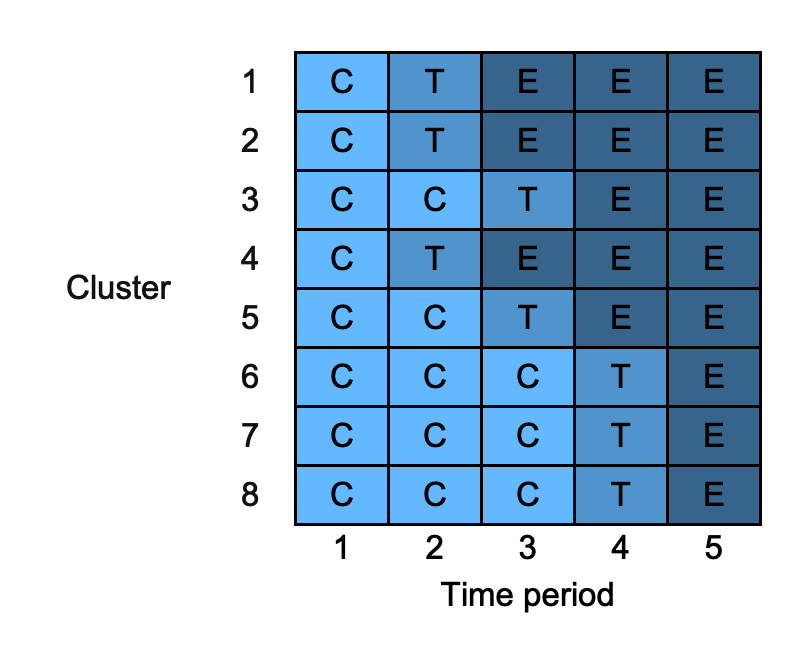 1 C T E E E
2 C T E E E
3 C C T E E
4 C T E E E
Cluster
5 C C T E E
6 C C C T E
7 C C C T E
8 C C C T E
1 2 3 4 5
Time period